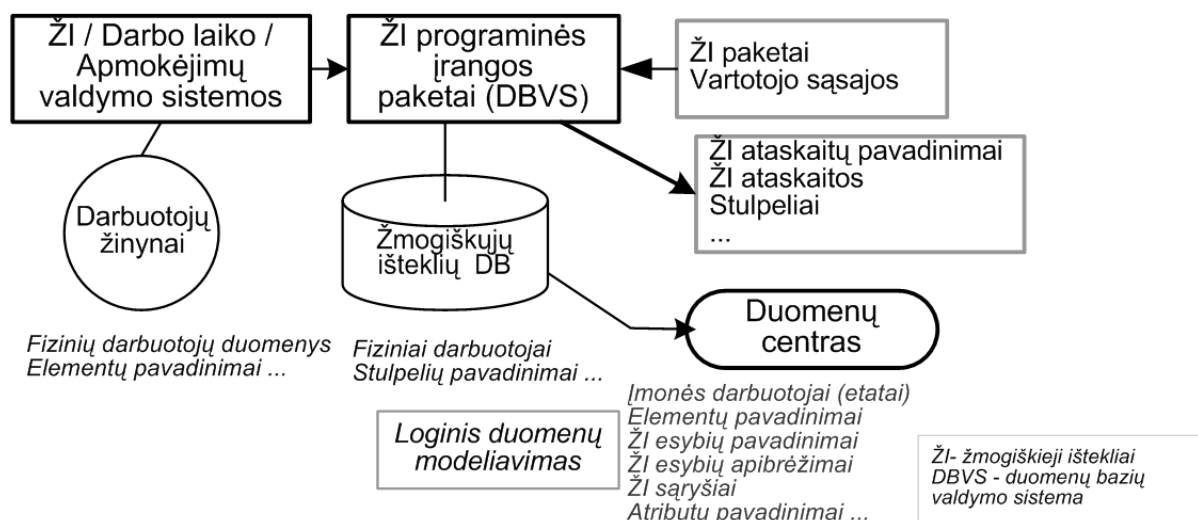 ŽI / Darbo laiko /
Apmokėjimų
valdymo sistemos
ŽI programinės
įrangos
paketai (DBVS)
ŽI paketai
Vartotojo sąsajos
ŽI ataskaitų pavadinimai
ŽI ataskaitos
Stulpeliai
...
Darbuotojų
žinynai
Žmogiškųjų
išteklių DB
Duomenų
centras
Fizinių darbuotojų duomenys
Elementų pavadinimai ...
Fiziniai darbuotojai
Stulpelių pavadinimai ...
Loginis duomenų
modeliavimas
Įmonės darbuotojai (etatai)
Elementų pavadinimai
ŽI esybių pavadinimai
ŽI esybių apibrėžimai
ŽI sąryšiai
Atributų pavadinimai ...
ŽI- žmogiškieji ištekliai
DBVS - duomenų bazių
valdymo sistema